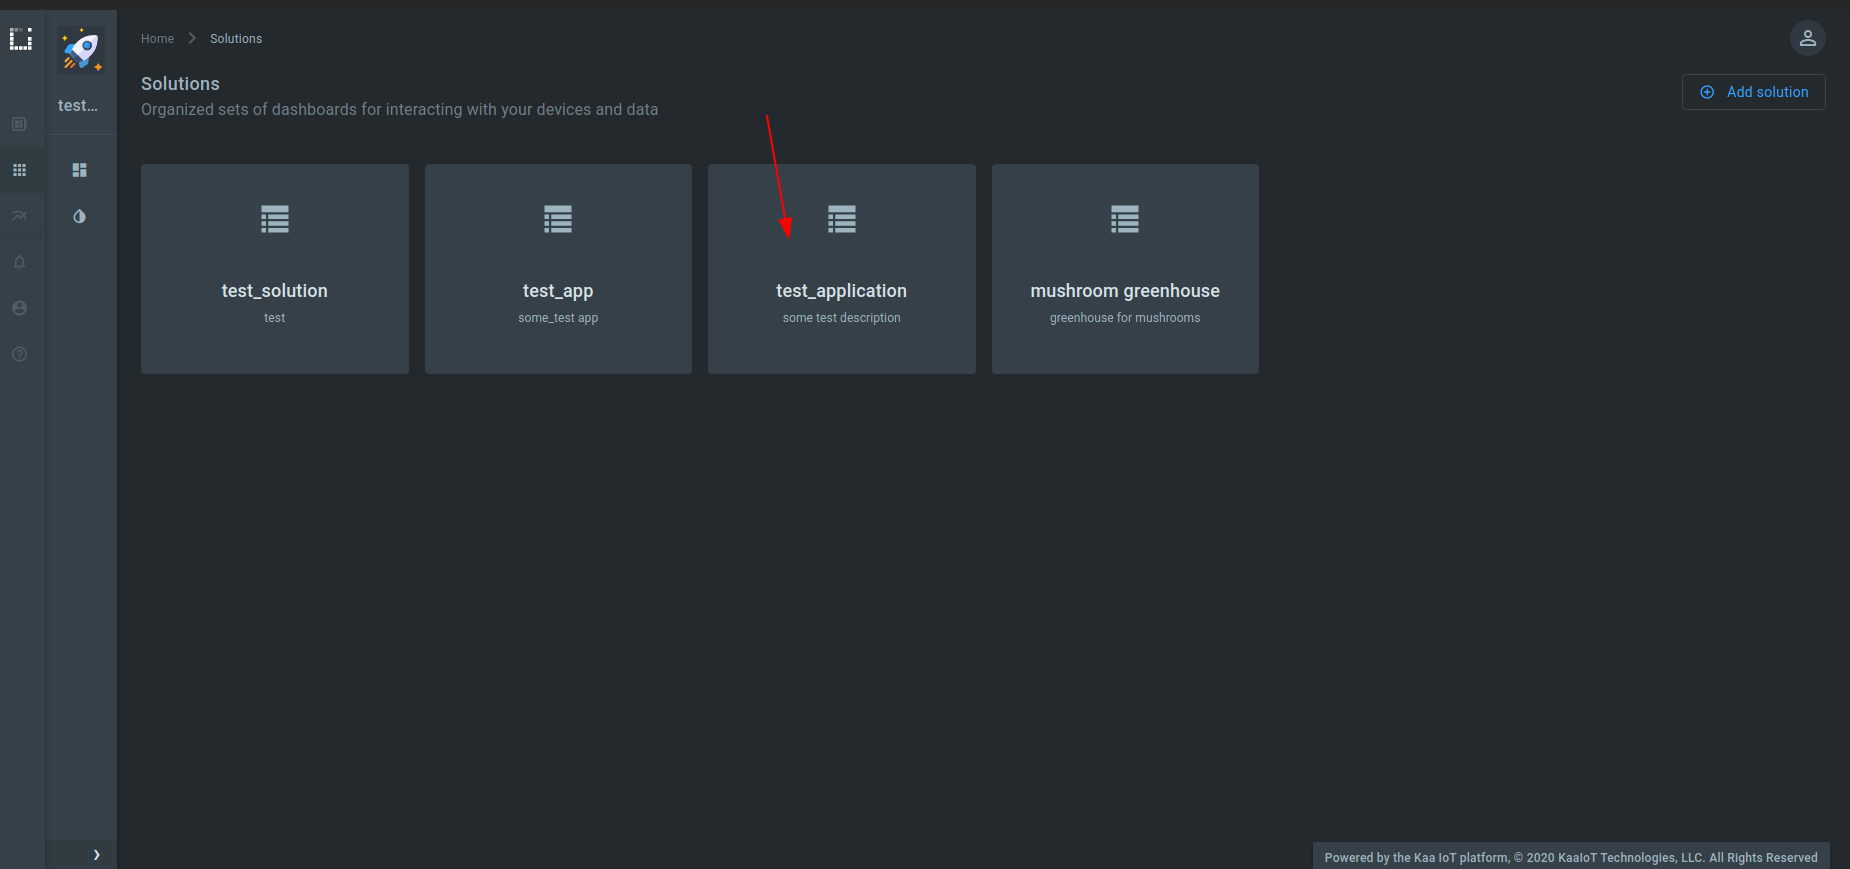 Home
Solutions
test...
Solutions
Organized sets of dashboards for interacting with your devices and data
Add solution
test_solution
test
test_app
some_test app
test_application
some test description
mushroom greenhouse
greenhouse for mushrooms
Powered by the Kaa IoT platform, © 2020 KaaIoT Technologies, LLC. All Rights Reserved